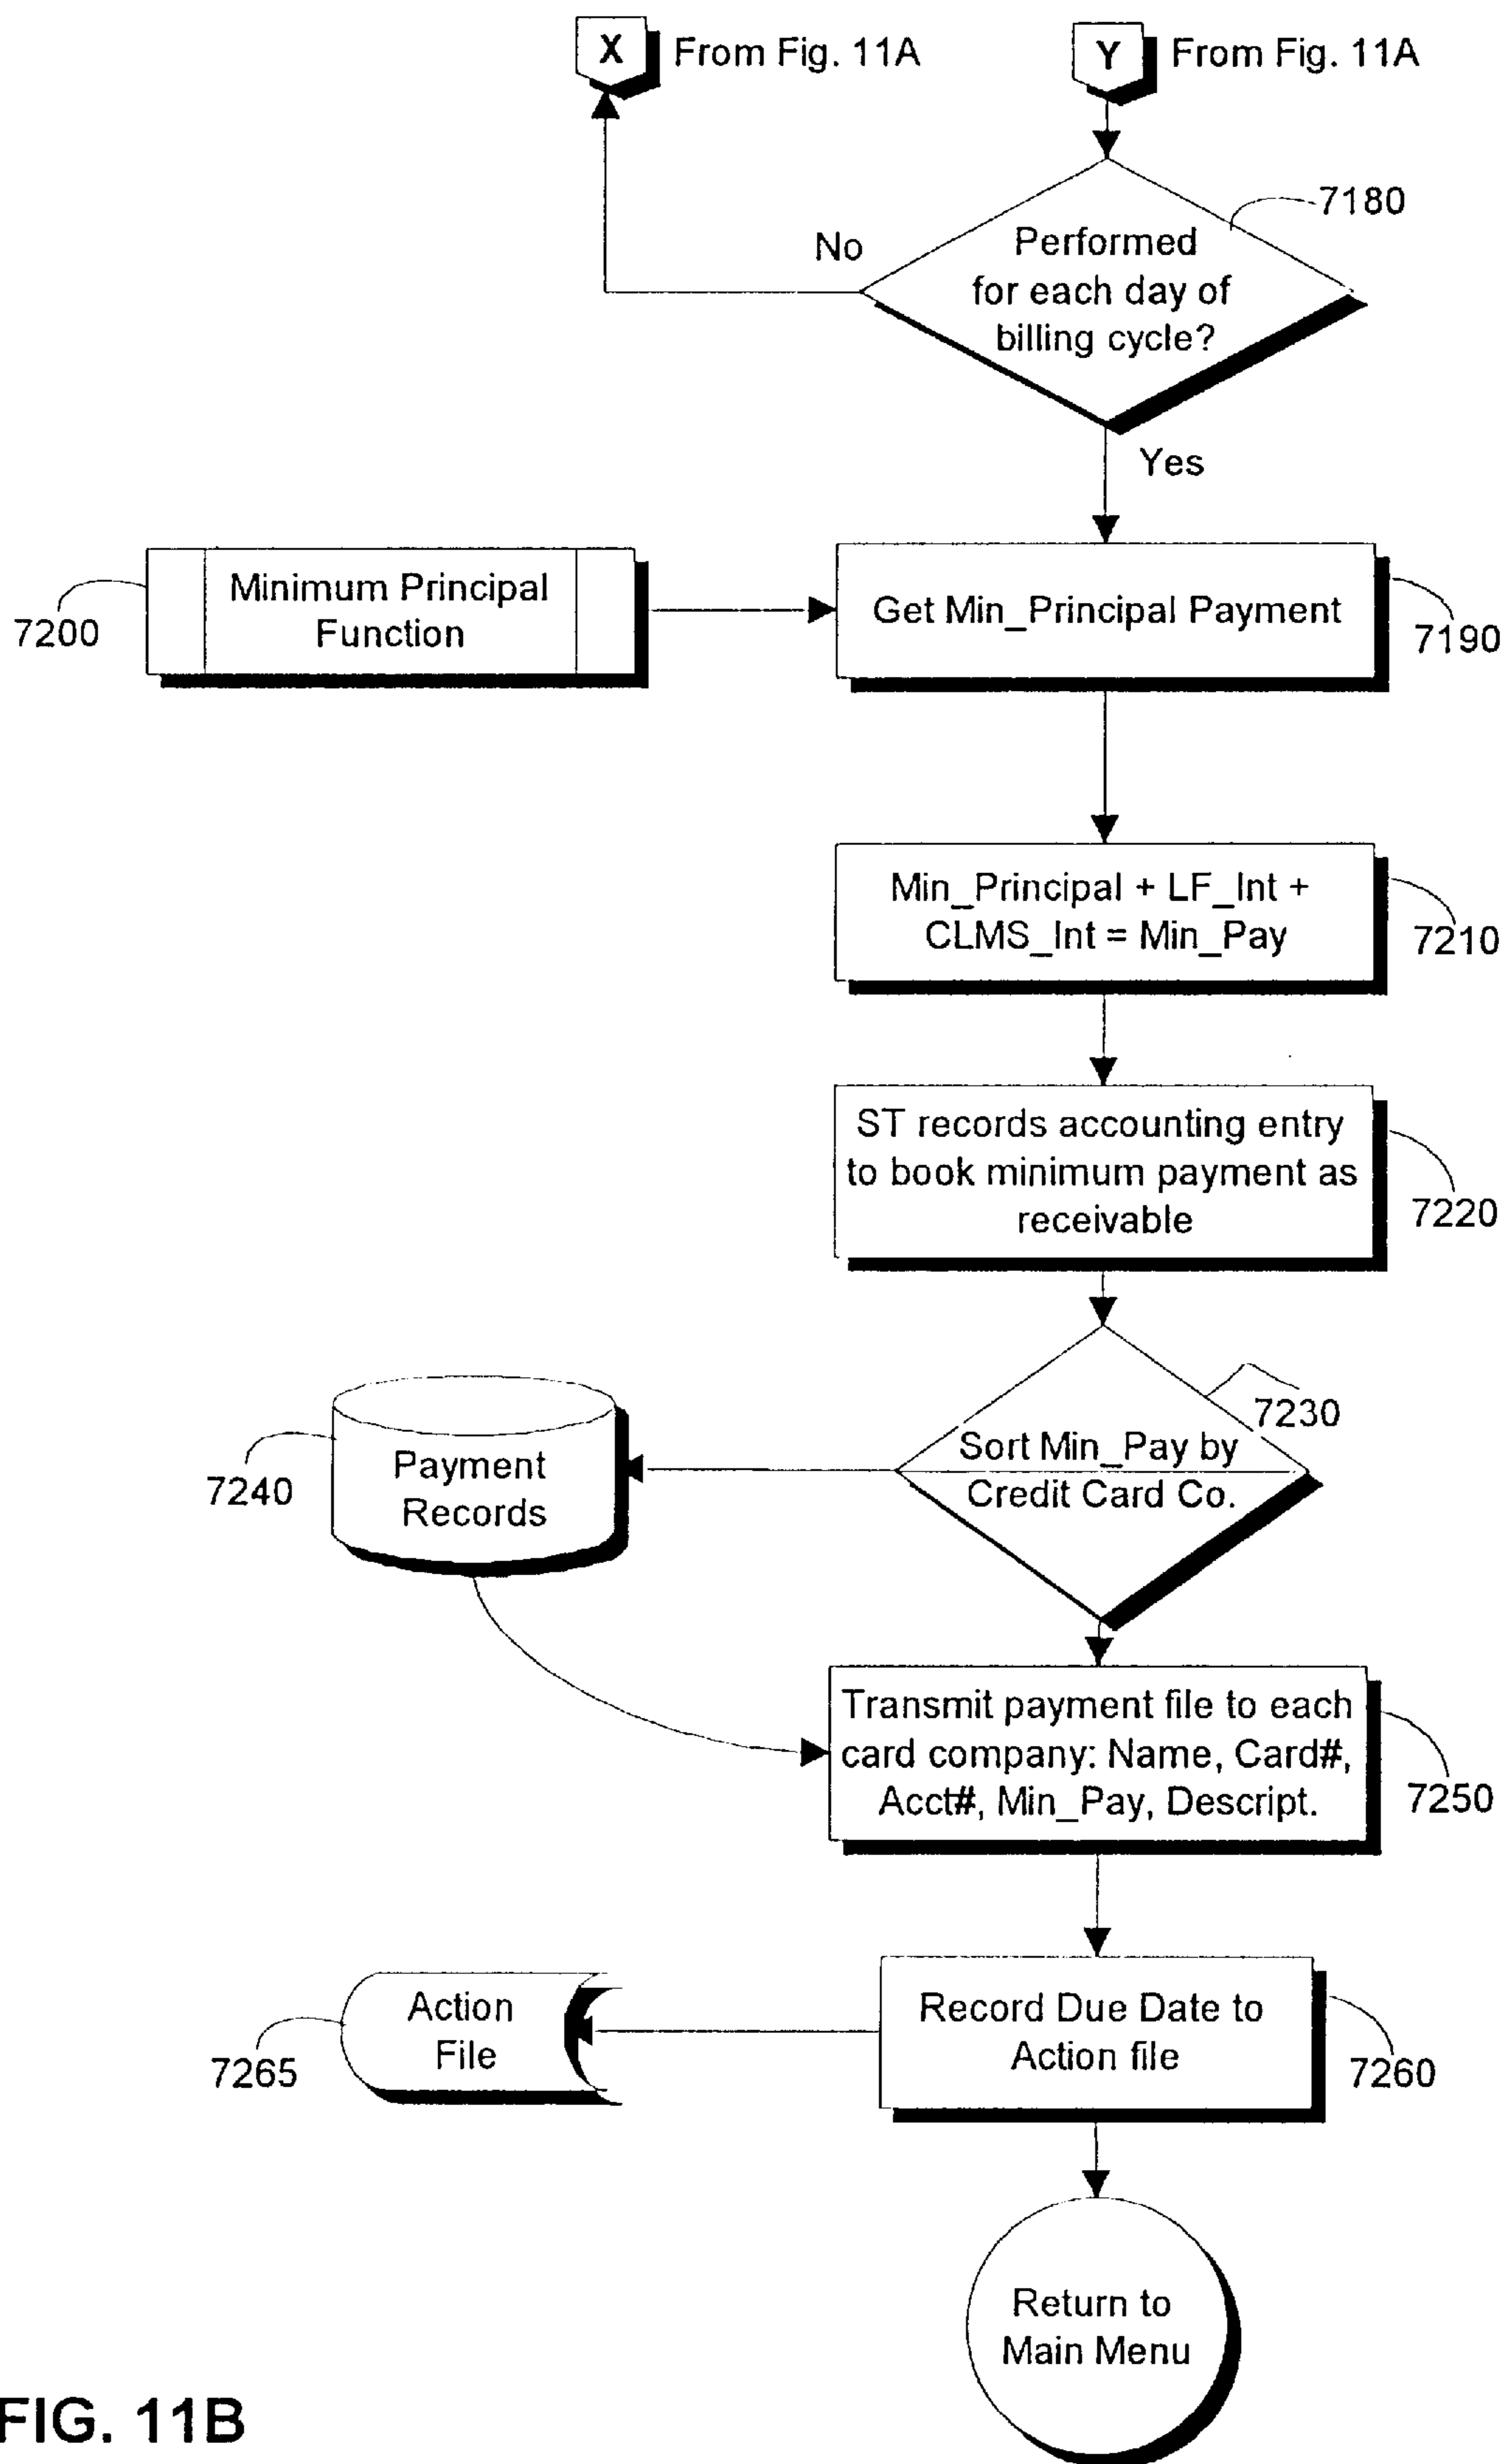 X From Fig. 11A
Y From Fig. 11A
7180
No
Performed
for each day of
billing cycle?
Yes
Minimum Principal
Function
7200
Get Min_Principal Payment
7190
Min_Principal + LF_Int +
CLMS_Int = Min_Pay
7210
ST records accounting entry
to book minimum payment as
receivable
7220
7230
Sort Min_Pay by
Credit Card Co.
Payment
Records
7240
Transmit payment file to each
card company: Name, Card#,
Acct#, Min_Pay, Descript.
7250
Action
File
7265
Record Due Date to
Action file
7260
Return to
Main Menu
FIG. 11B